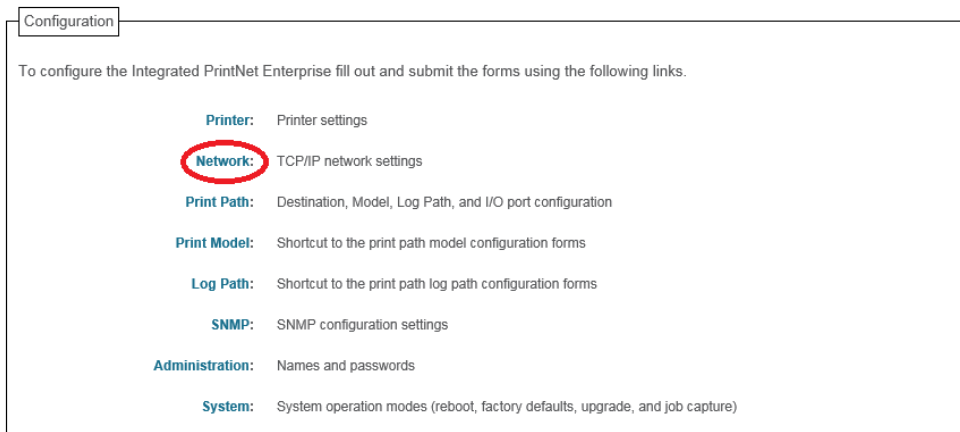 Configuration
To configure the Integrated PrintNet Enterprise fill out and submit the forms using the following links.
Printer: Printer settings
Network: TCP/IP network settings
Print Path: Destination, Model, Log Path, and I/O port configuration
Print Model: Shortcut to the print path model configuration forms
Log Path: Shortcut to the print path log path configuration forms
SNMP: SNMP configuration settings
Administration: Names and passwords
System: System operation modes (reboot, factory defaults, upgrade, and job capture)